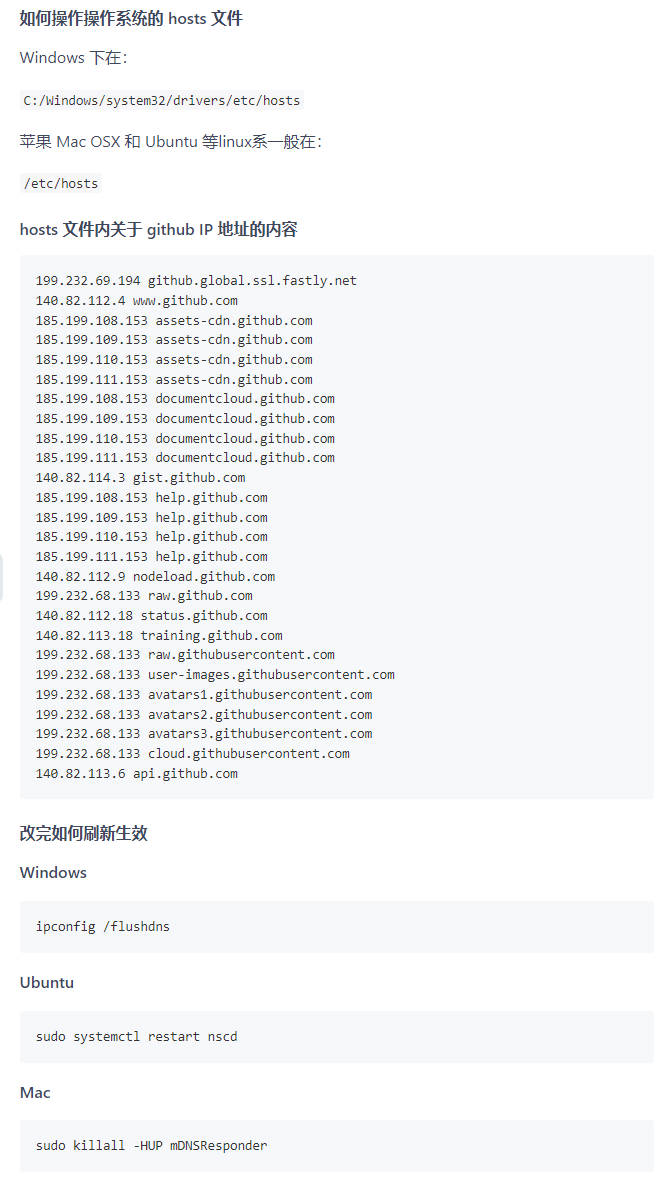 如何操作操作系统的 hosts 文件
Windows 下在：
C:/Windows/system32/drivers/etc/hosts
苹果 Mac OSX 和 Ubuntu 等linux系一般在：
/etc/hosts
hosts 文件内关于 github IP 地址的内容
199.232.69.194 github.global.ssl.fastly.net
140.82.112.4 www.github.com
185.199.108.153 assets-cdn.github.com
185.199.109.153 assets-cdn.github.com
185.199.110.153 assets-cdn.github.com
185.199.111.153 assets-cdn.github.com
185.199.108.153 documentcloud.github.com
185.199.109.153 documentcloud.github.com
185.199.110.153 documentcloud.github.com
185.199.111.153 documentcloud.github.com
140.82.114.3 gist.github.com
185.199.108.153 help.github.com
185.199.109.153 help.github.com
185.199.110.153 help.github.com
185.199.111.153 help.github.com
140.82.112.9 nodeload.github.com
199.232.68.133 raw.github.com
140.82.112.18 status.github.com
140.82.113.18 training.github.com
199.232.68.133 raw.githubusercontent.com
199.232.68.133 user-images.githubusercontent.com
199.232.68.133 avatars1.githubusercontent.com
199.232.68.133 avatars2.githubusercontent.com
199.232.68.133 avatars3.githubusercontent.com
199.232.68.133 cloud.githubusercontent.com
140.82.113.6 api.github.com
改完如何刷新生效
Windows
ipconfig /flushdns
Ubuntu
sudo systemctl restart nscd
Mac
sudo killall -HUP mDNSResponder